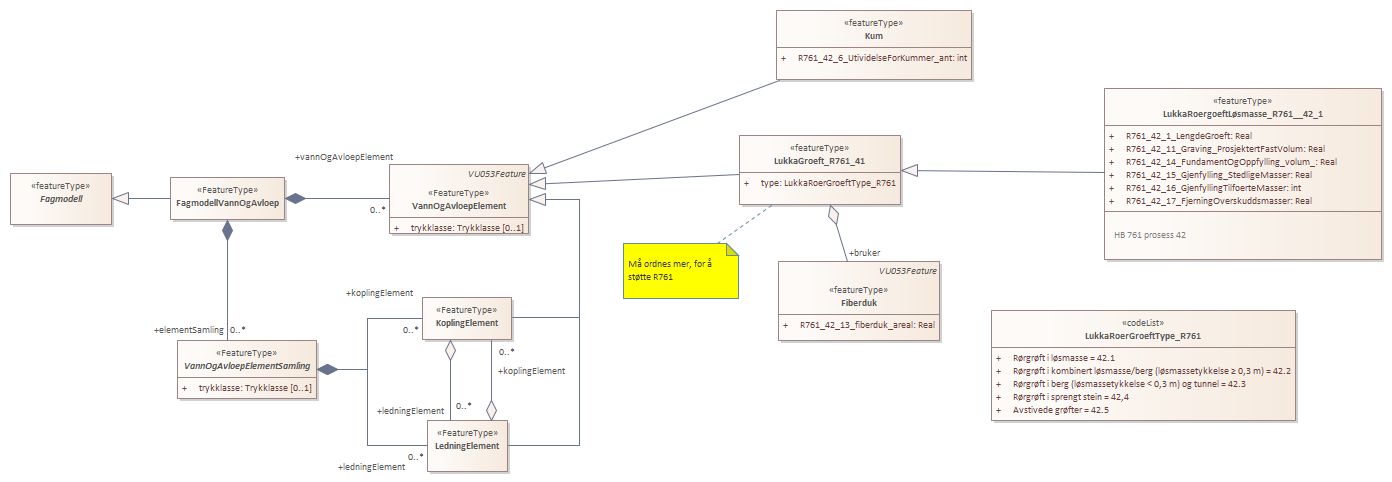 «featureType»
Kum
+ R761_42_6_UtividelseForKummer_ant: int
«featureType»
LukkaRoergoeftLøsmasse_R761__42_1
+ R761_42_1_LengdeGroeft: Real
+ R761_42_11_Graving_ProsjektertFastVolum: Real
+ R761_42_14_FundamentOgOppfylling_volum_: Real
+ R761_42_15_Gjenfylling_StedligeMasser: Real
+ R761_42_16_GjenfyllingTilfoerteMasser: int
+ R761_42_17_FjerningOverskuddsmasser: Real
HB 761 prosess 42
«featureType»
LukkaGroeft_R761_41
+ type: LukkaRoerGroeftType_R761
+vannOgAvloepElement
0..*
VU053Feature
«FeatureType»
VannOgAvloepElement
+ trykklasse: Trykklasse [0..1]
«featureType»
Fagmodell
«FeatureType»
FagmodellVannOgAvloep
Må ordnes mer, for å
støtte R761
+bruker
VU053Feature
«featureType»
Fiberduk
+ R761_42_13_fiberduk_areal: Real
+koplingElement
0..*
«FeatureType»
KoplingElement
+elementSamling 0..*
«FeatureType»
VannOgAvloepElementSamling
+ trykklasse: Trykklasse [0..1]
0..*
+koplingElement
+ledningElement
0..*
«FeatureType»
LedningElement
0..*
+ledningElement
«codeList»
LukkaRoerGroeftType_R761
+ Rørgrøft i løsmasse = 42.1
+ Rørgrøft i kombinert løsmasse/berg (løsmassetykkelse ≥ 0,3 m) = 42.2
+ Rørgrøft i berg (løsmassetykkelse < 0,3 m) og tunnel = 42.3
+ Rørgrøft i sprengt stein = 42,4
+ Avstivede grøfter = 42.5